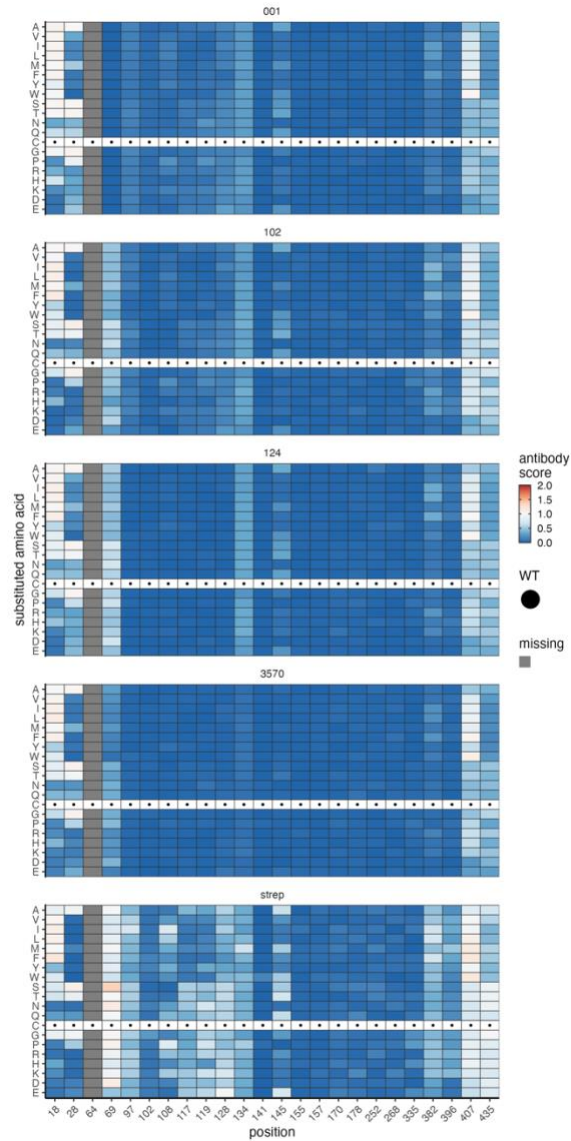 001
A
V
I
L
M
F
Y
W
S
T
N
Q
C
G
P
R
H
K
D
E
102
A
V
I
L
M
F
Y
W
S
T
N
Q
C
G
P
R
H
K
D
E
124
A
V
I
L
M
F
Y
W
S
T
N
Q
C
G
P
R
H
K
D
E
3570
A
V
I
L
M
F
Y
W
S
T
N
Q
C
G
P
R
H
K
D
E
strep
A
V
I
L
M
F
Y
W
S
T
N
Q
C
G
P
R
H
K
D
E
18 28 64 69 97 102 108 117 119 128 134 141 145 155 157 170 178 252 268 335 382 396 407 435
position
substituted amino acid
antibody
score
2.0
1.5
1.0
0.5
0.0
WT
missing